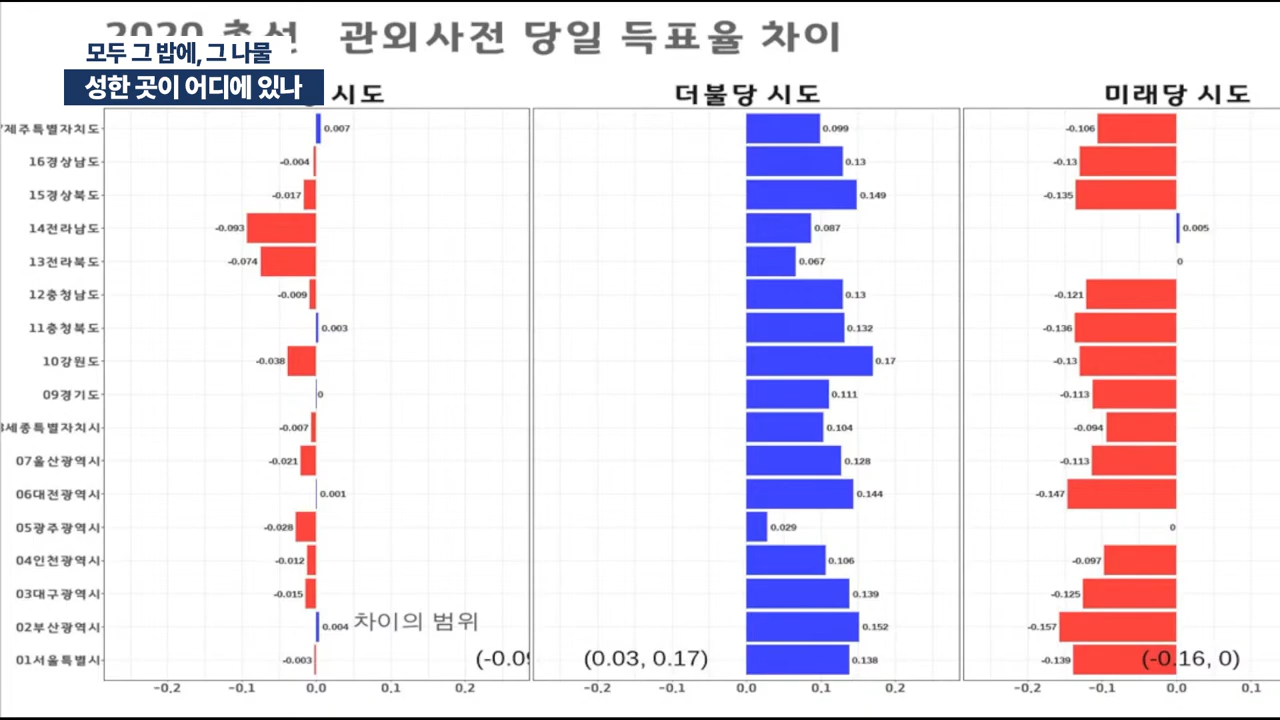 2020 총선 관외사전 당일 득표율 차이
모두 그 밥에, 그 나물
성한 곳이 어디에 있나
시도
더불당 시도
미래당 시도
제주특별자치도 0.007 0.099 -0.106
16경상남도 -0.004 0.13 -0.13
15경상북도 -0.017 0.149 -0.135
14전라남도 -0.093 0.087 0.005
13전라북도 -0.074 0.067 0
12충청남도 -0.009 0.13 -0.121
11충청북도 0.003 0.132 -0.136
10강원도 -0.038 0.17 -0.13
09경기도 0 0.111 -0.113
세종특별자치시 -0.007 0.104 -0.094
07울산광역시 -0.021 0.128 -0.113
06대전광역시 0.001 0.144 -0.147
05광주광역시 -0.028 0.029 0
04인천광역시 -0.012 0.106 -0.097
03대구광역시 -0.015 0.139 -0.125
02부산광역시 0.004 차이의 범위 0.152 -0.157
01서울특별시 -0.003 (-0.09 (0.03, 0.17) 0.138 -0.139 (-0.16, 0)
-0.2 -0.1 0.0 0.1 0.2 -0.2 -0.1 0.0 0.1 0.2 -0.2 -0.1 0.0 0.1